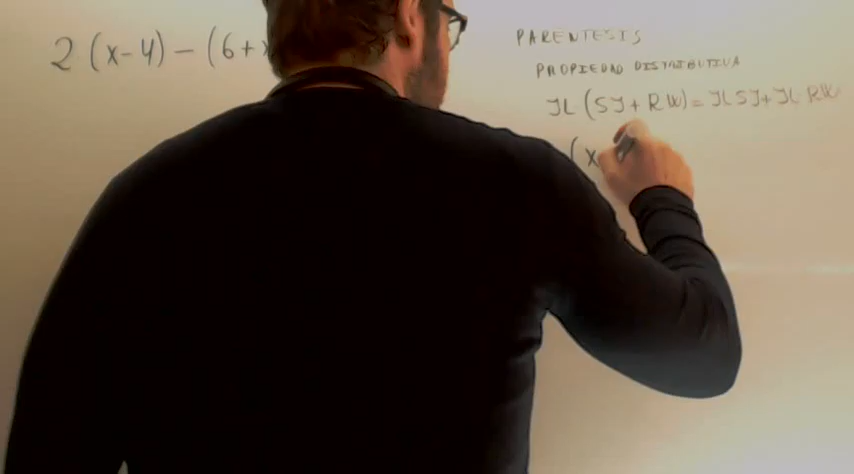 2 (x-4) - (6+
PARENTESIS
PROPIEDAD DISTRIBUTIVA
JL (SJ + RW) = JL SJ + JL RW
(x